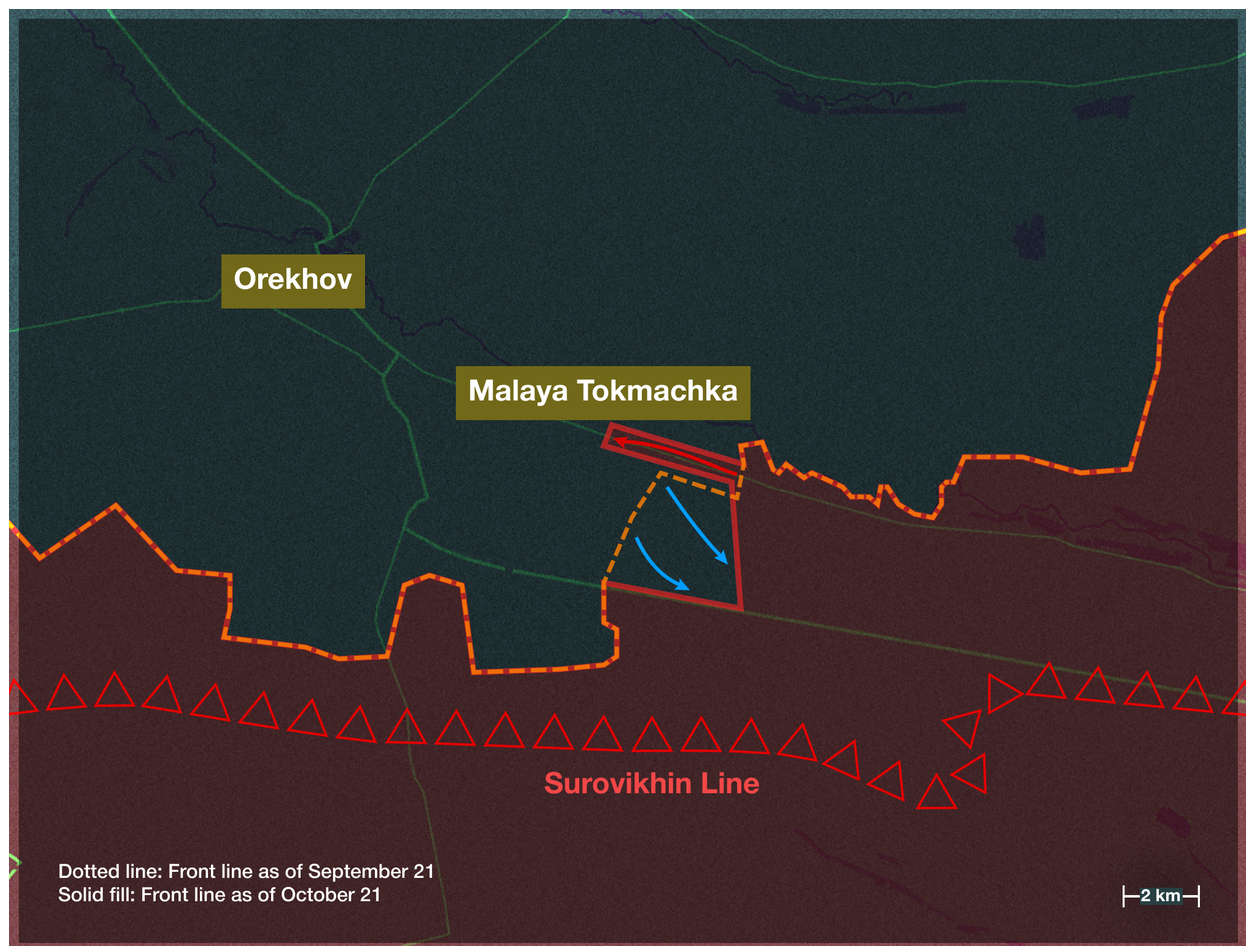 Orekhov
Malaya Tokmachka
Surovikhin Line
Dotted line: Front line as of September 21
Solid fill: Front line as of October 21
2 km